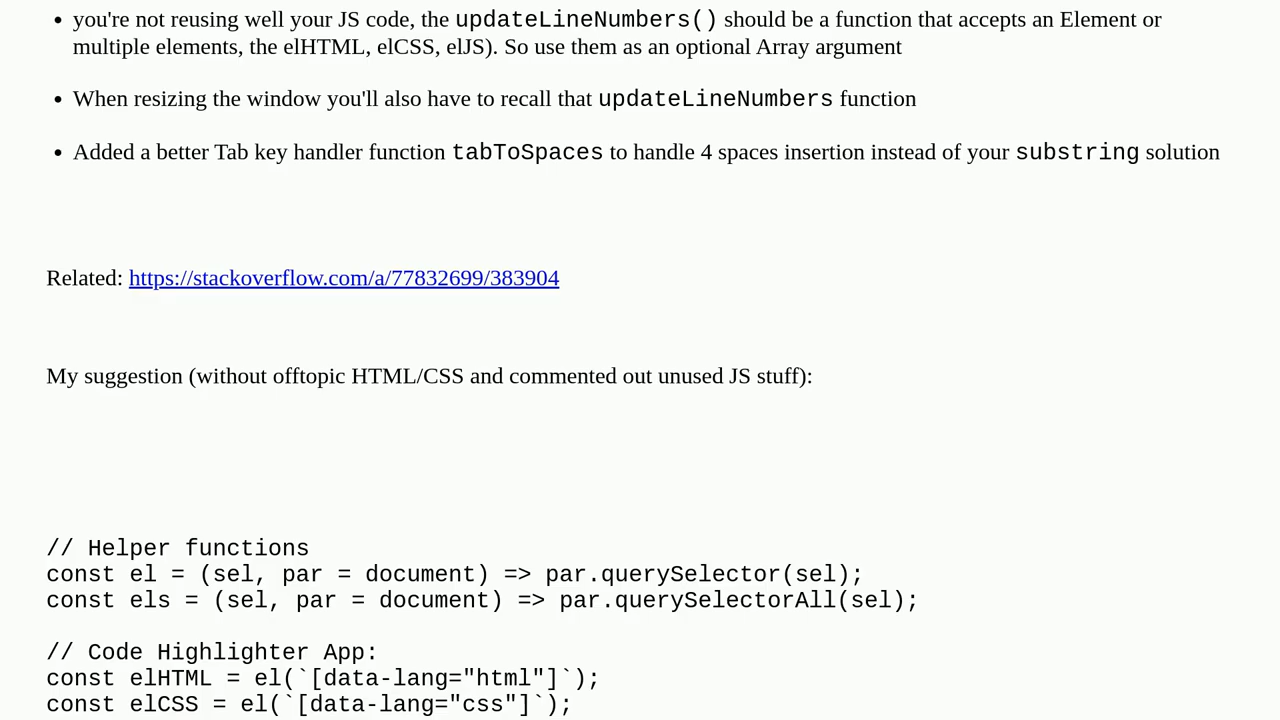 • you're not reusing well your JS code, the updateLineNumbers() should be a function that accepts an Element or
multiple elements, the elHTML, elCSS, elJS). So use them as an optional Array argument
• When resizing the window you'll also have to recall that updateLineNumbers function
• Added a better Tab key handler function tabToSpaces to handle 4 spaces insertion instead of your substring solution
Related: https://stackoverflow.com/a/77832699/383904
My suggestion (without offtopic HTML/CSS and commented out unused JS stuff):
// Helper functions
const el = (sel, par = document) => par.querySelector(sel);
const els = (sel, par = document) => par.querySelectorAll(sel);
// Code Highlighter App:
const elHTML = el(`[data-lang="html"]`);
const elCSS = el(`[data-lang="css"]`);